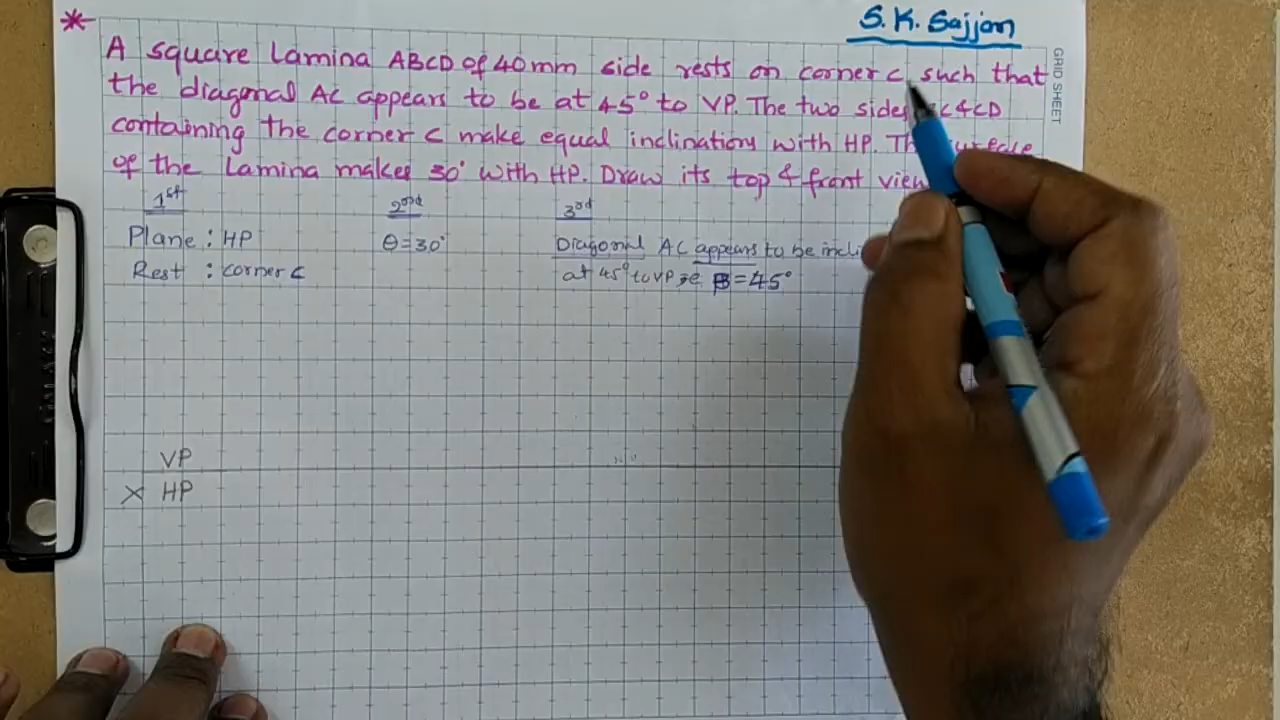 S. K. Sajjan
* A square Lamina ABCD of 40mm side rests on corner C, such that
the diagonal AC appears to be at 45° to VP. The two sides C & CD
containing the corner C make equal inclination with HP. The
of the Lamina makes 30° with HP. Draw its top & front view
GRID SHEET
1st
Plane : HP
Rest : corner C
2nd
θ=30°
3rd
Diagonal AC appears to be
at 45° to VP ie β=45°
VP
X HP